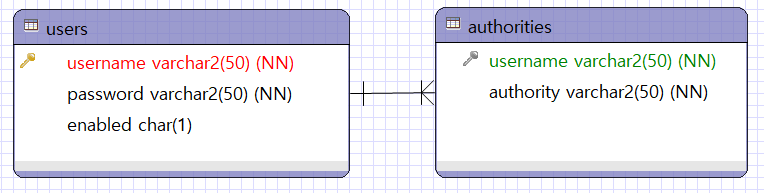 users
username varchar2(50) (NN)
password varchar2(50) (NN)
enabled char(1)
authorities
username varchar2(50) (NN)
authority varchar2(50) (NN)